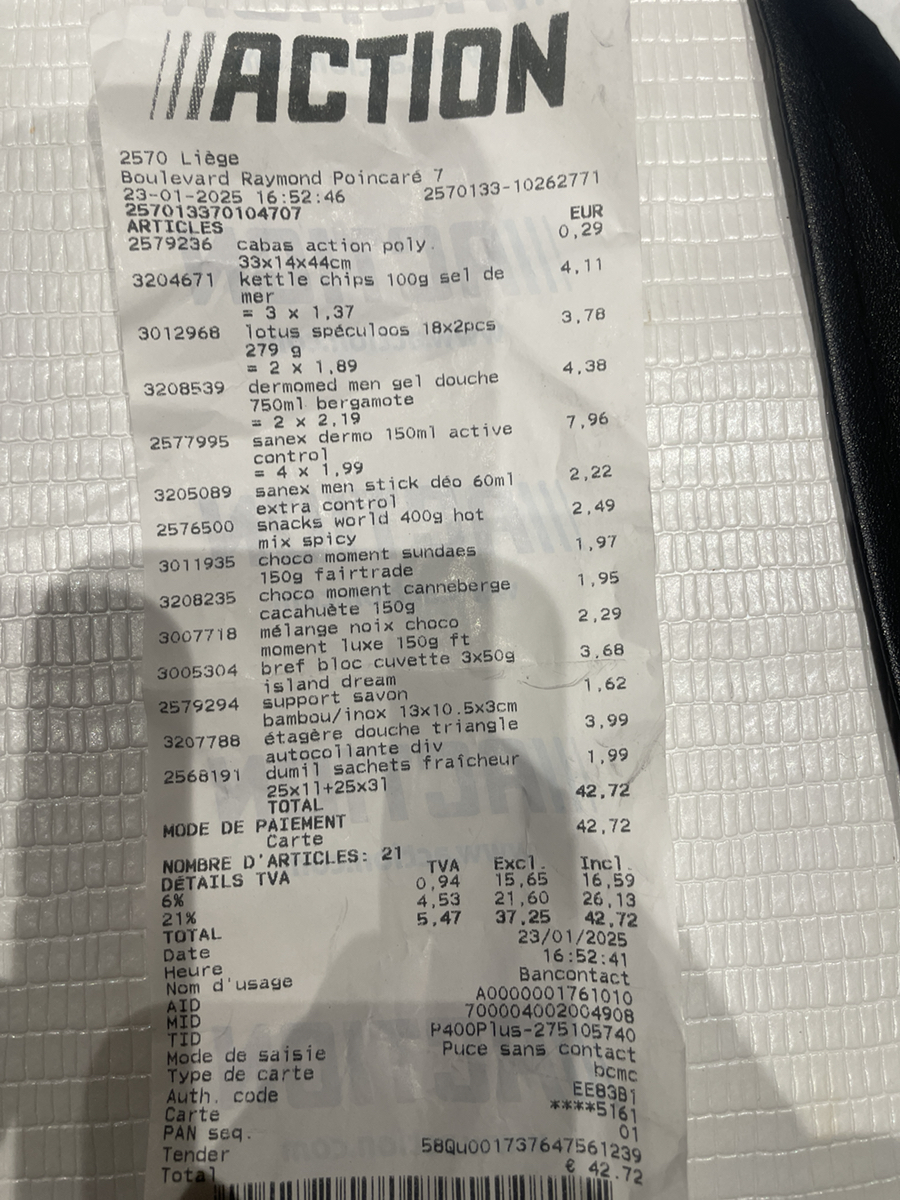 ACTION
2570 Liège
Boulevard Raymond Poincaré 7
23-01-2025 16:52:46 2570133-10262771
257013370104707
ARTICLES EUR
2579236 cabas action poly. 0,29
33x14x44cm
3204671 kettle chips 100g sel de 4,11
mer
= 3 x 1,37
3012968 lotus spéculoos 18x2pcs 3,78
279 g
= 2 x 1,89
3208539 dermomed men gel douche 4,38
750ml bergamote
= 2 x 2,19
2577995 sanex dermo 150ml active 7,96
control
= 4 x 1,99
3205089 sanex men stick déo 60ml 2,22
extra control
2576500 snacks world 400g hot 2,49
mix spicy
3011935 choco moment sundaes 1,97
150g fairtrade
3208235 choco moment canneberge 1,95
cacahuète 150g
3007718 mélange noix choco 2,29
moment luxe 150g ft
3005304 bref bloc cuvette 3x50g 3,68
island dream
2579294 support savon 1,62
bambou/inox 13x10.5x3cm
3207788 étagère douche triangle 3,99
autocollante div
2568191 dumil sachets fraîcheur 1,99
25x1l+25x3l
TOTAL 42,72
MODE DE PAIEMENT
Carte 42,72
NOMBRE D'ARTICLES: 21
DÉTAILS TVA TVA Excl. Incl.
6% 0,94 15,65 16,59
21% 4,53 21,60 26,13
TOTAL 5,47 37,25 42,72
Date 23/01/2025
Heure 16:52:41
Nom d'usage Bancontact
AID A0000001761010
MID 700004002004908
TID P400Plus-275105740
Mode de saisie Puce sans contact
Type de carte bcmc
Auth. code EE8381
Carte ****5161
PAN seq. 01
Tender 58Qu001737647561239
Total € 42.72